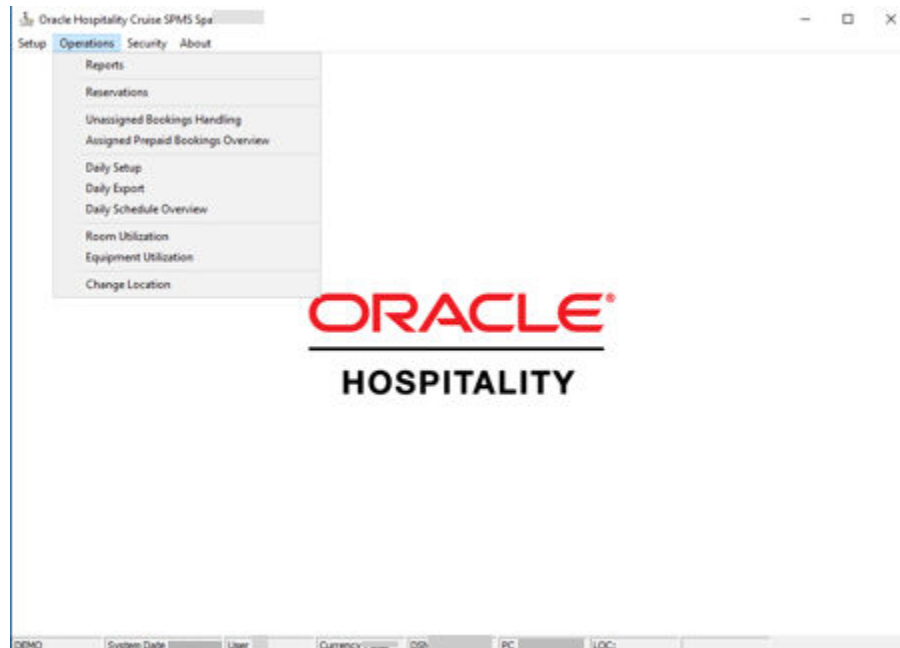 Oracle Hospitality Cruise SPMS Spa
Setup Operations Security About
Reports
Reservations
Unassigned Bookings Handling
Assigned Prepaid Bookings Overview
Daily Setup
Daily Export
Daily Schedule Overview
Room Utilization
Equipment Utilization
Change Location
ORACLE®
HOSPITALITY
DEMO System Date User Currency DSN PC LOC: